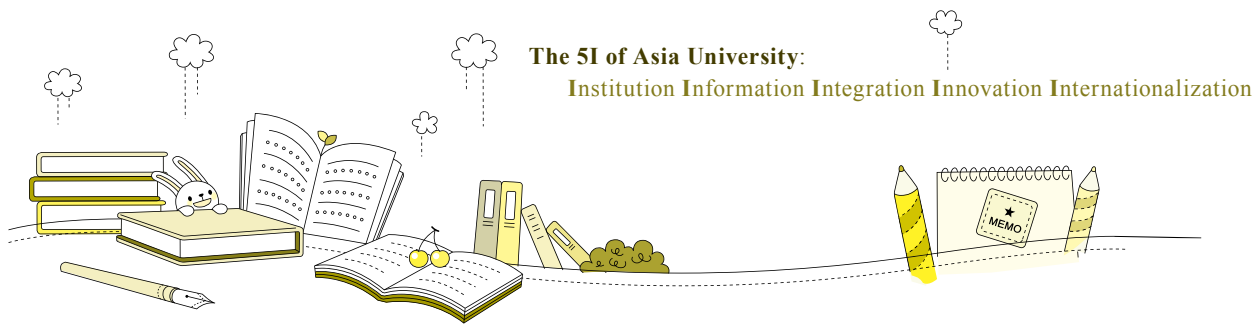 The 5I of Asia University:
Institution Information Integration Innovation Internationalization
MEMO